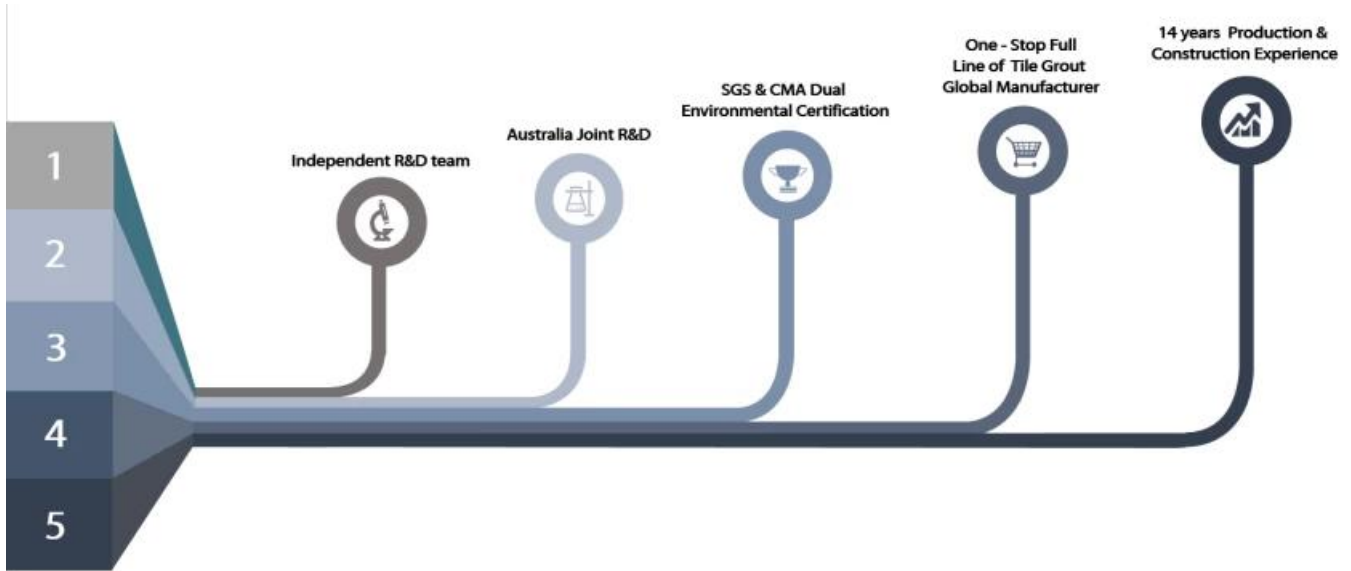 1
2
3
4
5
Independent R&D team
Australia Joint R&D
SGS & CMA Dual
Environmental Certification
One - Stop Full
Line of Tile Grout
Global Manufacturer
14 years Production &
Construction Experience